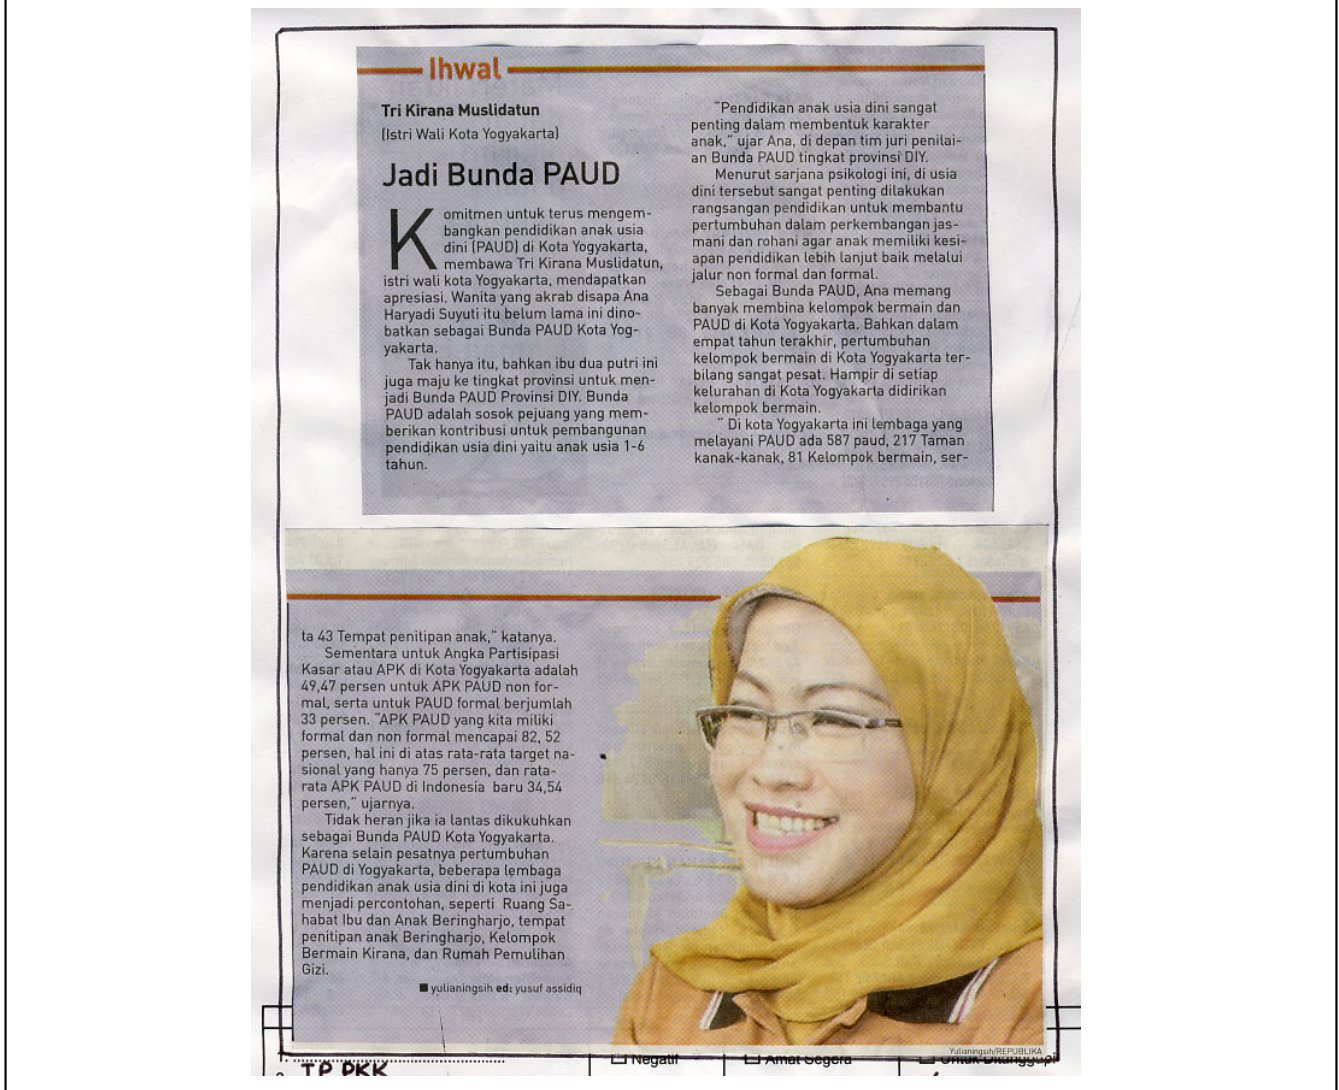 Ihwal
Tri Kirana Muslidatun
(Istri Wali Kota Yogyakarta)
Jadi Bunda PAUD
Komitmen untuk terus mengem-
bangkan pendidikan anak usia
dini (PAUD) di Kota Yogyakarta,
membawa Tri Kirana Muslidatun,
istri wali kota Yogyakarta, mendapatkan
apresiasi. Wanita yang akrab disapa Ana
Haryadi Suyuti itu belum lama ini dino-
batkan sebagai Bunda PAUD Kota Yog-
yakarta.
Tak hanya itu, bahkan ibu dua putri ini
juga maju ke tingkat provinsi untuk men-
jadi Bunda PAUD Provinsi DIY. Bunda
PAUD adalah sosok pejuang yang mem-
berikan kontribusi untuk pembangunan
pendidikan usia dini yaitu anak usia 1-6
tahun.
"Pendidikan anak usia dini sangat
penting dalam membentuk karakter
anak," ujar Ana, di depan tim juri penilai-
an Bunda PAUD tingkat provinsi DIY.
Menurut sarjana psikologi ini, di usia
dini tersebut sangat penting dilakukan
rangsangan pendidikan untuk membantu
pertumbuhan dalam perkembangan jas-
mani dan rohani agar anak memiliki kesi-
apan pendidikan lebih lanjut baik melalui
jalur non formal dan formal.
Sebagai Bunda PAUD, Ana memang
banyak membina kelompok bermain dan
PAUD di Kota Yogyakarta. Bahkan dalam
empat tahun terakhir, pertumbuhan
kelompok bermain di Kota Yogyakarta ter-
bilang sangat pesat. Hampir di setiap
kelurahan di Kota Yogyakarta didirikan
kelompok bermain.
" Di kota Yogyakarta ini lembaga yang
melayani PAUD ada 587 paud, 217 Taman
kanak-kanak, 81 Kelompok bermain, ser-
ta 43 Tempat penitipan anak," katanya.
Sementara untuk Angka Partisipasi
Kasar atau APK di Kota Yogyakarta adalah
49,47 persen untuk APK PAUD non for-
mal, serta untuk PAUD formal berjumlah
33 persen. "APK PAUD yang kita miliki
formal dan non formal mencapai 82, 52
persen, hal ini di atas rata-rata target na-
sional yang hanya 75 persen, dan rata-
rata APK PAUD di Indonesia baru 34,54
persen," ujarnya.
Tidak heran jika ia lantas dikukuhkan
sebagai Bunda PAUD Kota Yogyakarta.
Karena selain pesatnya pertumbuhan
PAUD di Yogyakarta, beberapa lembaga
pendidikan anak usia dini di kota ini juga
menjadi percontohan, seperti Ruang Sa-
habat Ibu dan Anak Beringharjo, tempat
penitipan anak Beringharjo, Kelompok
Bermain Kirana, dan Rumah Pemulihan
Gizi.
■ yulianingsih ed: yusuf assidiq
Yulianingsih/REPUBLIKA
1. Negatif Amat Segera Untuk Ditanggapi
TP PKK